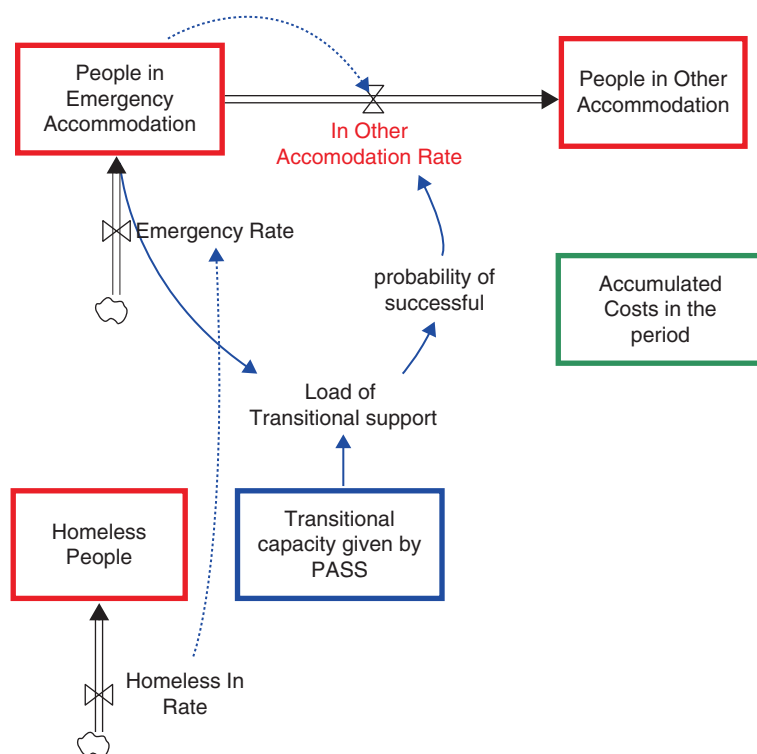 People in
Emergency
Accommodation
People in Other
Accommodation
In Other
Accomodation Rate
Emergency Rate
probability of
successful
Accumulated
Costs in the
period
Load of
Transitional support
Homeless
People
Transitional
capacity given by
PASS
Homeless In
Rate